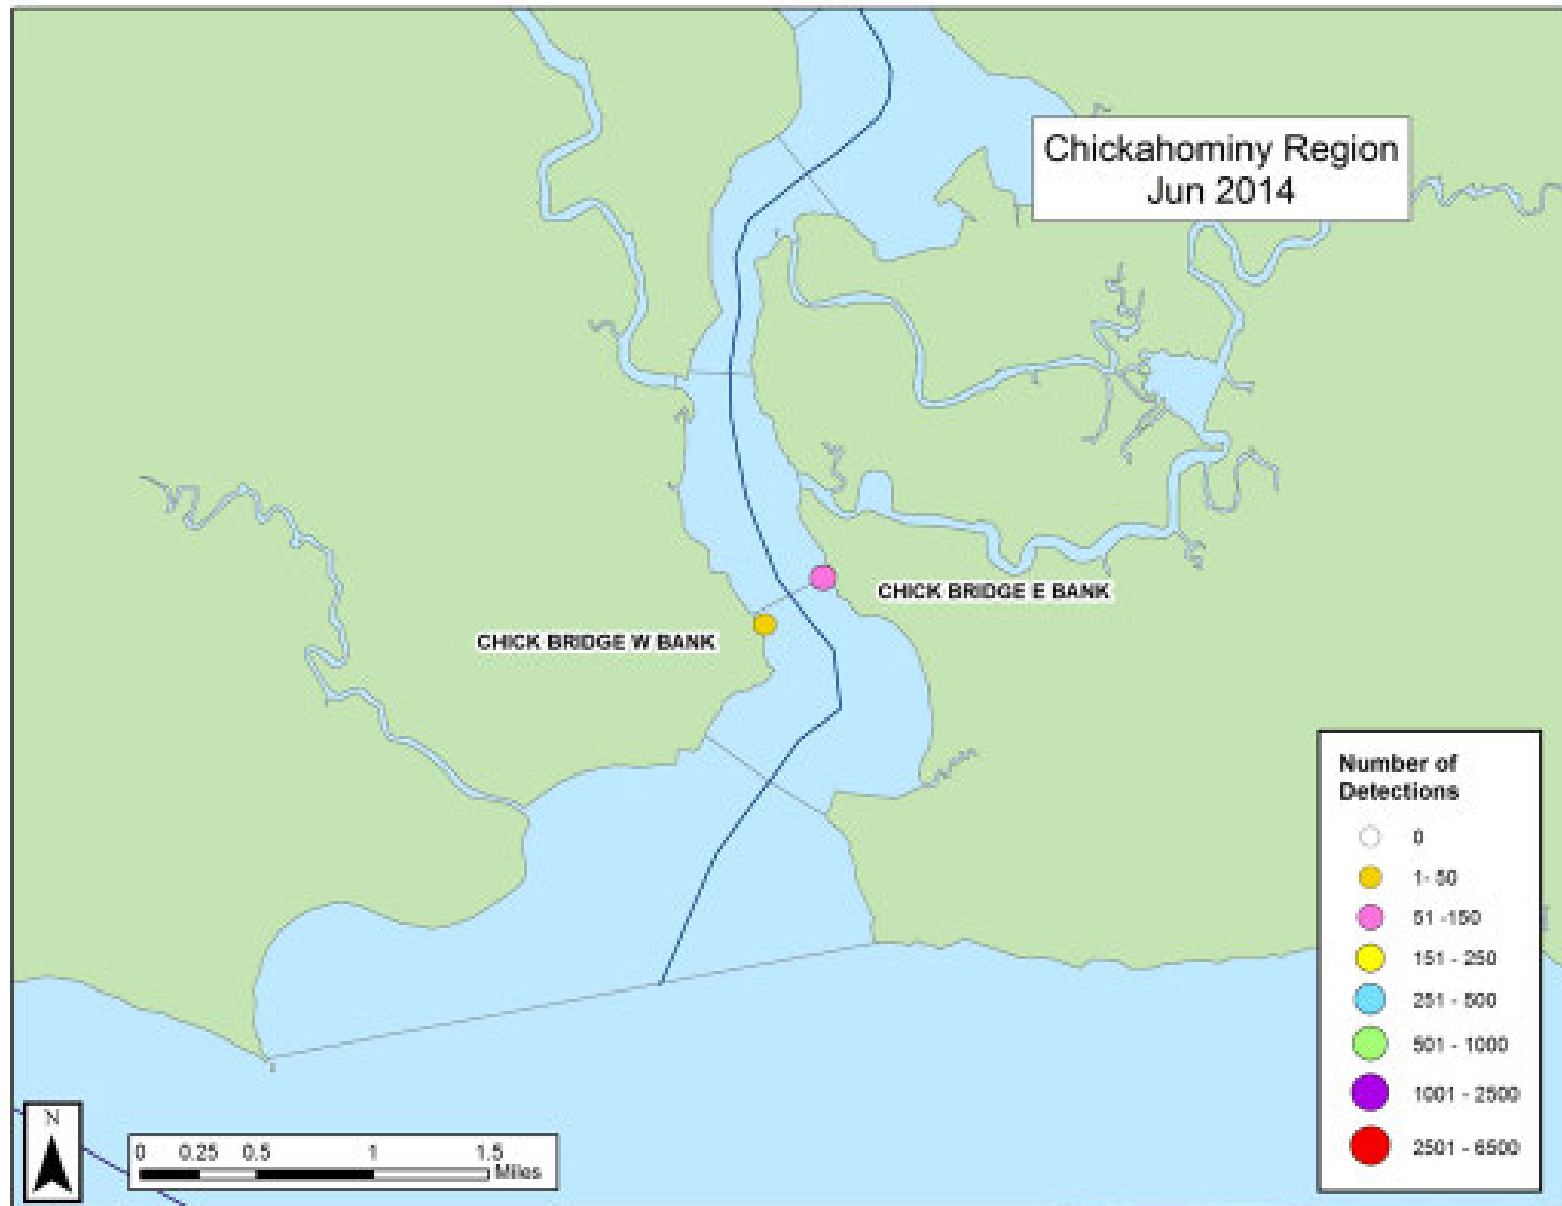 Chickahominy Region
Jun 2014
CHICK BRIDGE E BANK
CHICK BRIDGE W BANK
Number of
Detections
0
1- 50
51 -150
151 - 250
251 - 500
501 - 1000
1001 - 2500
2501 - 6500
N
0 0.25 0.5 1 1.5
Miles